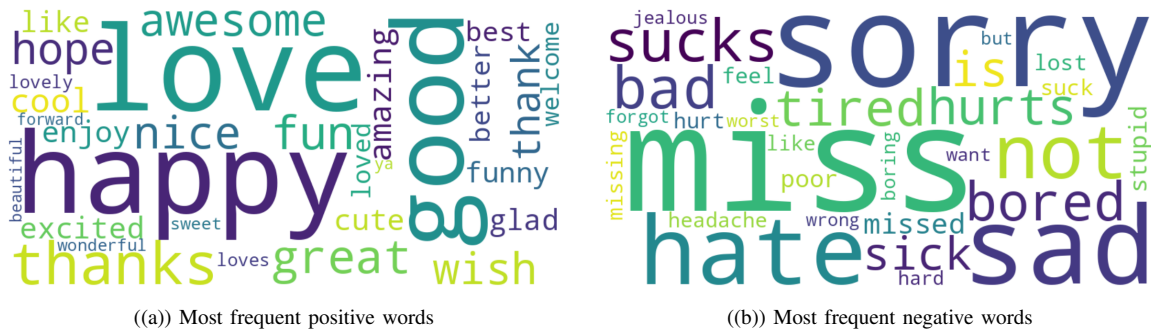 like
awesome
best
hope
love
amazing
good
better
thank
welcome
lovely
cool
forward
enjoy
nice
fun
loved
ya
happy
beautiful
funny
excited
sweet
cute
glad
wonderful
thanks
loves
great
wish
((a)) Most frequent positive words
jealous
sucks
sorry
but
is
lost
suck
bad
feel
tired
hurts
forgot
hurt
worst
missing
miss
like
boring
want
not
stupid
poor
bored
headache
wrong
missed
hate
sick
sad
hard
((b)) Most frequent negative words